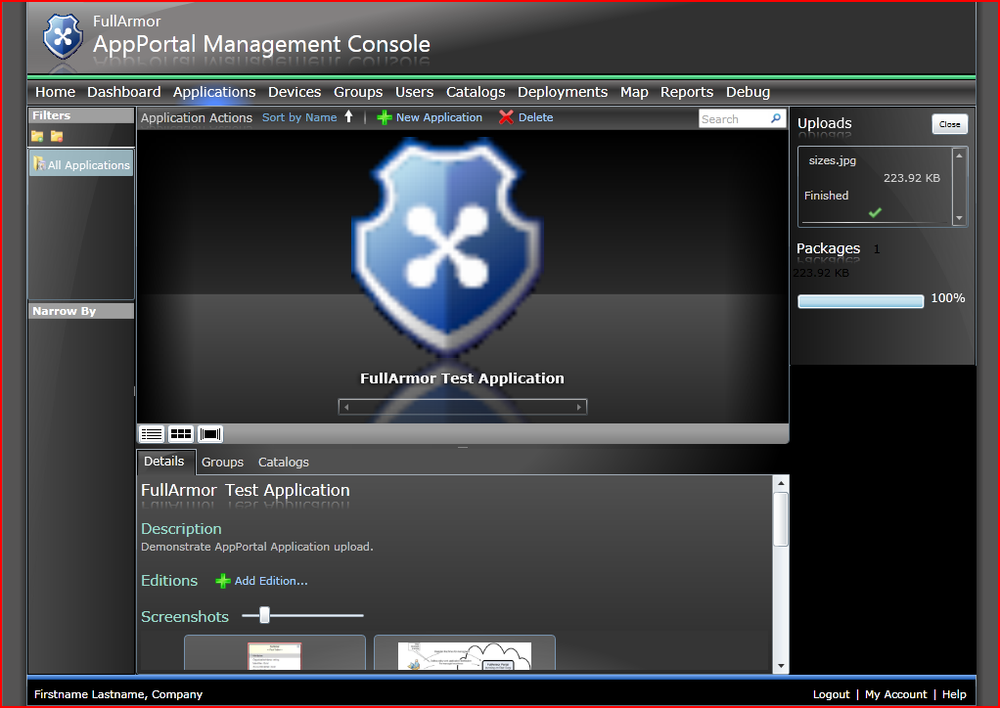 FullArmor
AppPortal Management Console
Home Dashboard Applications Devices Groups Users Catalogs Deployments Map Reports Debug
Filters
All Applications
Narrow By
Application Actions Sort by Name New Application Delete Search
FullArmor Test Application
Uploads Close
sizes.jpg
223.92 KB
Finished
Packages 1
223.92 KB
100%
Details Groups Catalogs
FullArmor Test Application
Description
Demonstrate AppPortal Application upload.
Editions Add Edition...
Screenshots
Firstname Lastname, Company Logout | My Account | Help